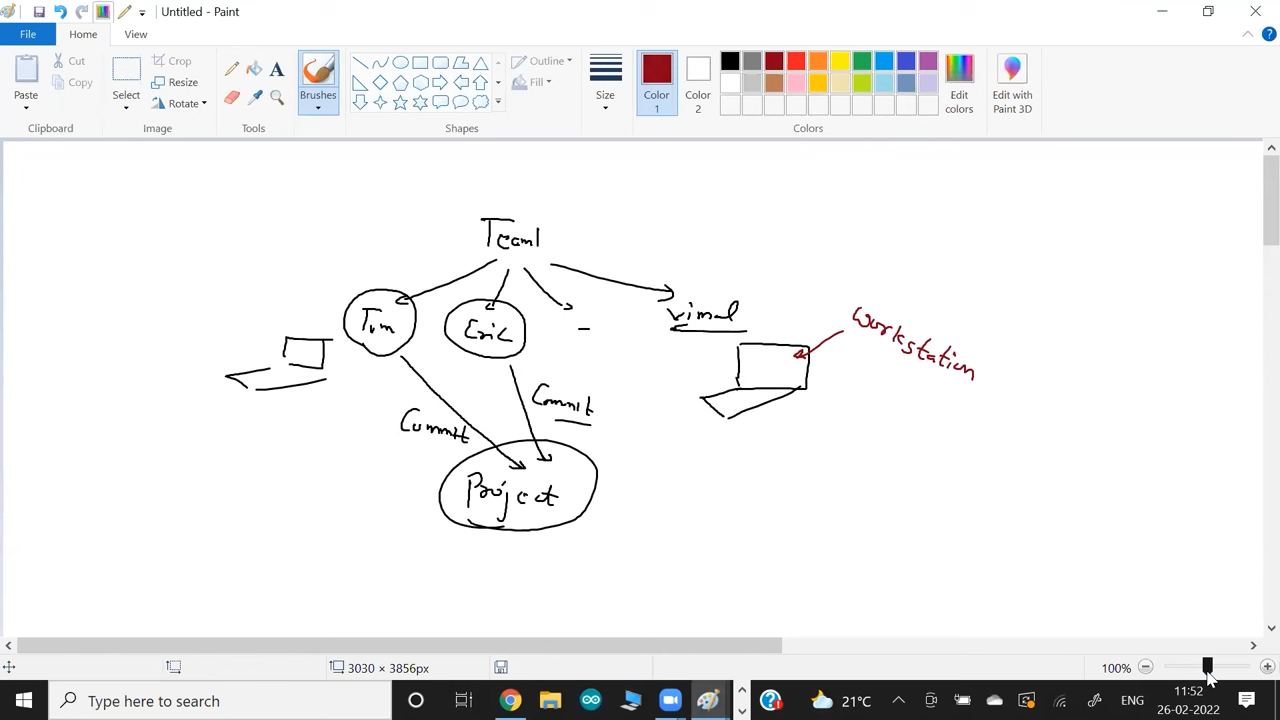 Untitled - Paint
File
Home
View
Paste
Cut
Copy
Clipboard
Select
Crop
Resize
Rotate
Image
Tools
Brushes
Outline
Fill
Shapes
Size
Color
1
Color
2
Edit
colors
Edit with
Paint 3D
Colors
Team1
Tim
Eric
-
Vimal
workstation
Commit
Commit
Project
3030 × 3856px
100%
Type here to search
21°C
ENG
11:52
26-02-2022